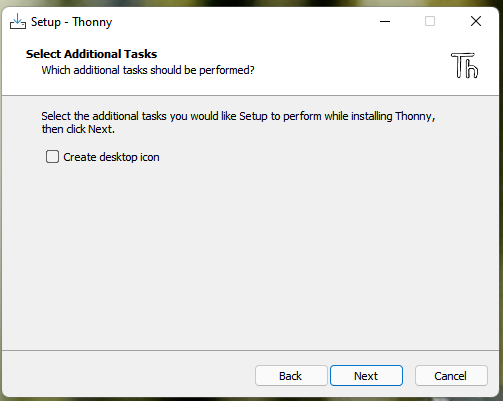 Setup - Thonny
Select Additional Tasks
Which additional tasks should be performed?
Th
Select the additional tasks you would like Setup to perform while installing Thonny,
then click Next.
Create desktop icon
Back
Next
Cancel